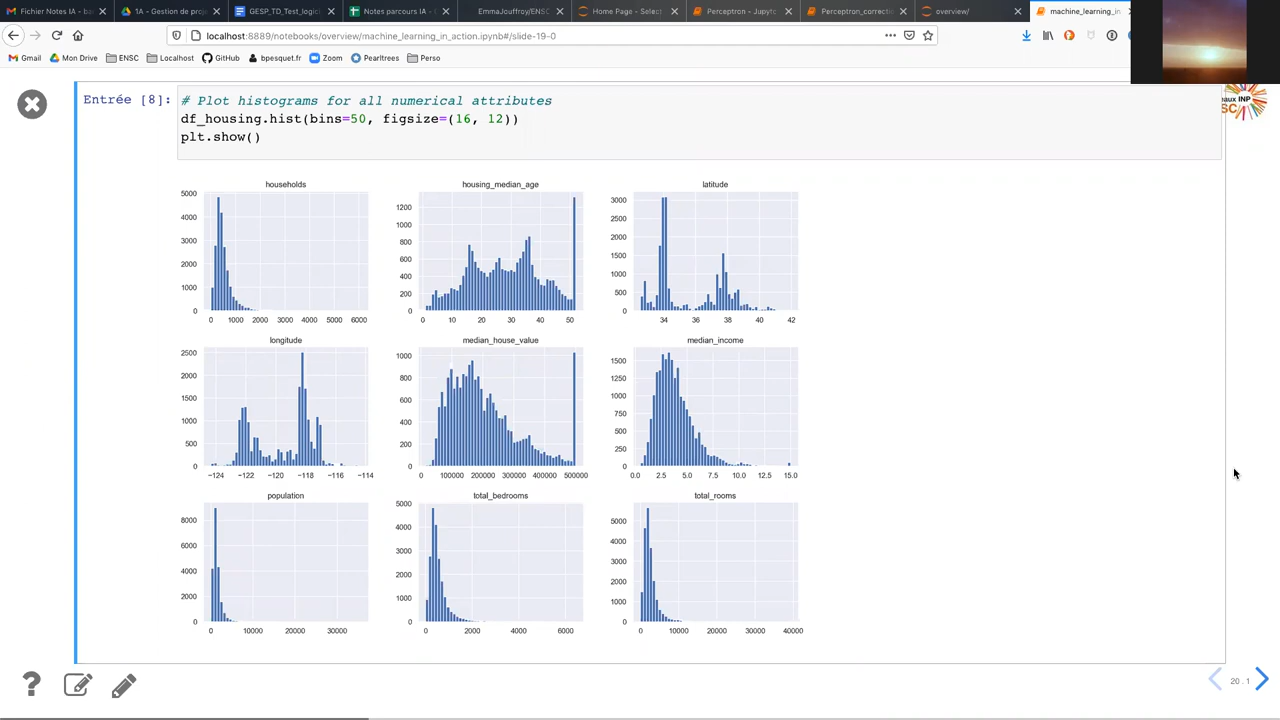 Fichier Notes IA - bas
1A - Gestion de proj
GESP_TD_Test_logici
Notes parcours IA
EmmaJcuffroy/ENSC
Home Page - Select
Perceptron - Jupyte
Perceptron_correctio
overview/
machine_learning_in
localhost:8889/notebooks/overview/machine_learning_in_action.ipynb#/slide-19-0
Gmail Mon Drive ENSC Localhost GitHub bpesquet.fr Zoom Pearltrees Perso
Entrée [8]: # Plot histograms for all numerical attributes
df_housing.hist(bins=50, figsize=(16, 12))
plt.show()
households
5000
4000
3000
2000
1000
0
0 1000 2000 3000 4000 5000 6000
housing_median_age
1200
1000
800
600
400
200
0
1 10 20 30 40 50
latitude
3000
2500
2000
1500
1000
500
0
34 36 38 40 42
longitude
2500
2000
1500
1000
500
0
−124 −122 −120 −118 −116 −114
median_house_value
1000
800
600
400
200
0
0 100000 200000 300000 400000 500000
median_income
1500
1250
1000
750
500
250
0
0.0 2.5 5.0 7.5 10.0 12.5 15.0
population
8000
6000
4000
2000
0
0 10000 20000 30000
total_bedrooms
5000
4000
3000
2000
1000
0
0 2000 4000 6000
total_rooms
5000
4000
3000
2000
1000
0
0 10000 20000 30000 40000
20.1